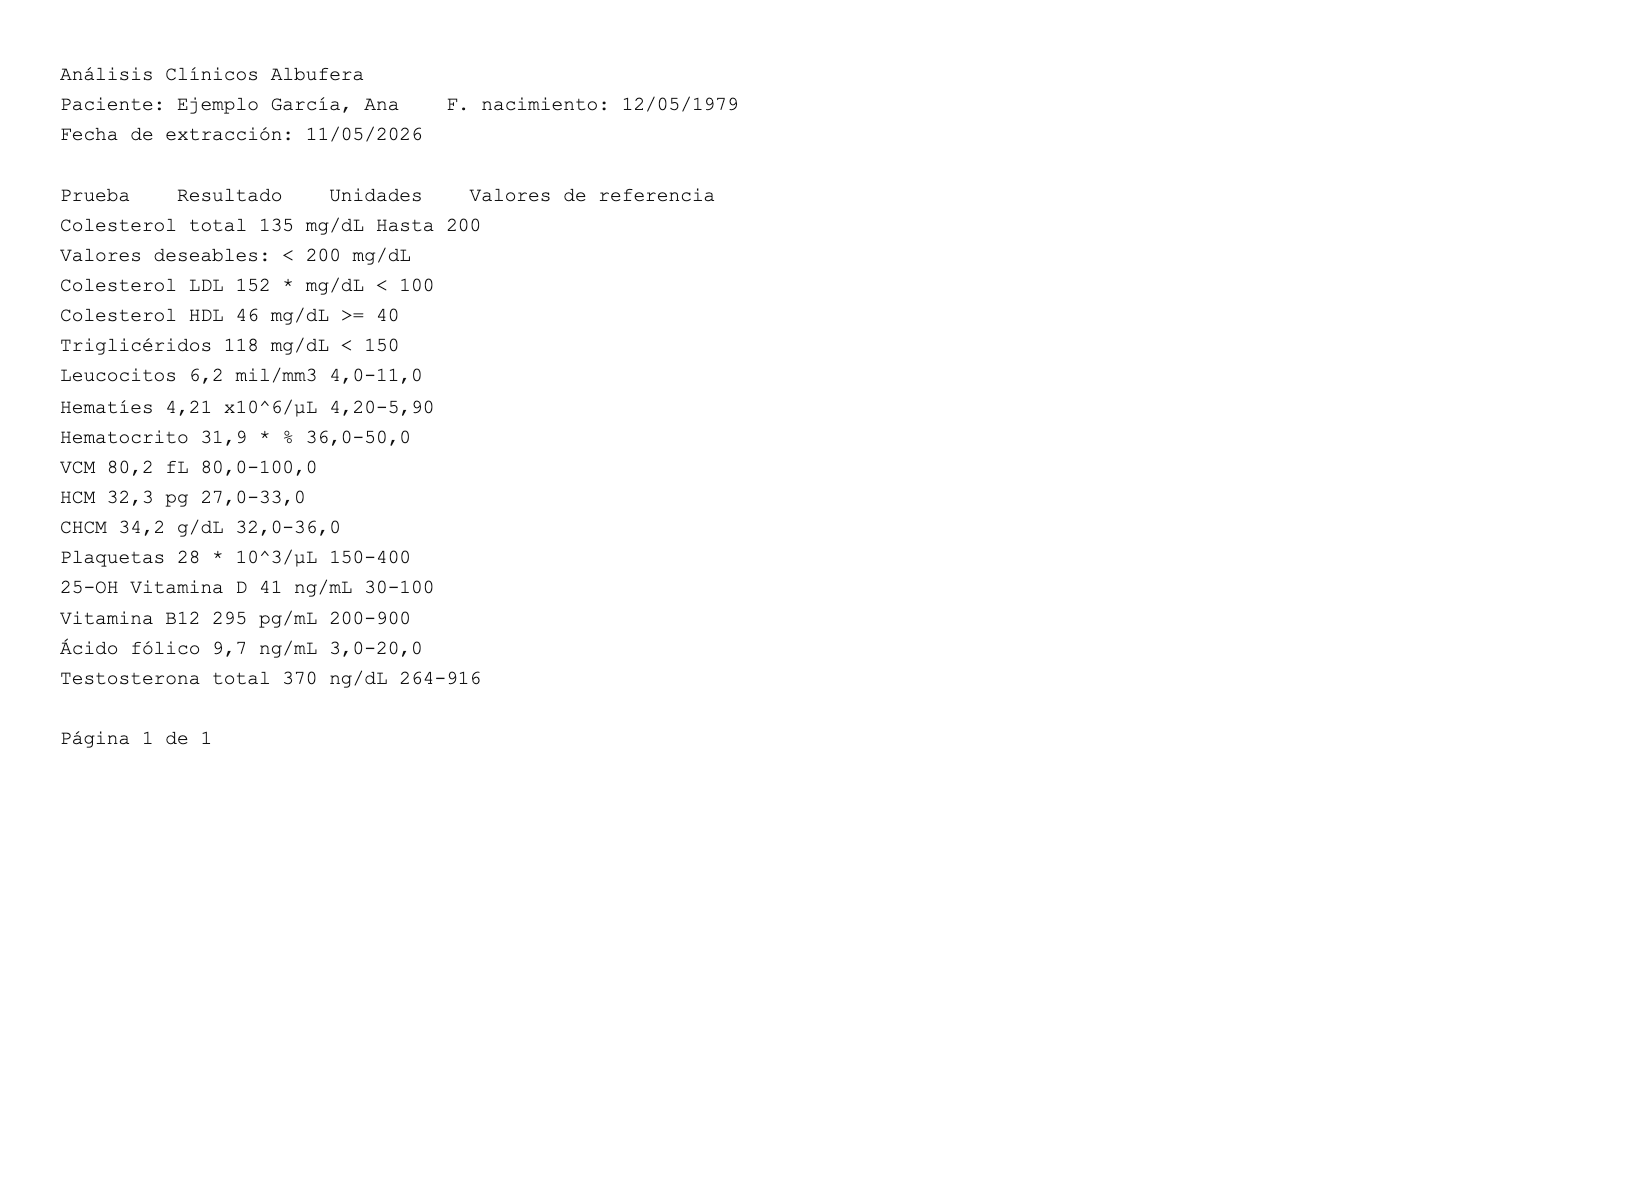 Análisis Clínicos Albufera
Paciente: Ejemplo García, Ana    F. nacimiento: 12/05/1979
Fecha de extracción: 11/05/2026

Prueba    Resultado    Unidades    Valores de referencia
Colesterol total 135 mg/dL Hasta 200
Valores deseables: < 200 mg/dL
Colesterol LDL 152 * mg/dL < 100
Colesterol HDL 46 mg/dL >= 40
Triglicéridos 118 mg/dL < 150
Leucocitos 6,2 mil/mm3 4,0-11,0
Hematíes 4,21 x10^6/µL 4,20-5,90
Hematocrito 31,9 * % 36,0-50,0
VCM 80,2 fL 80,0-100,0
HCM 32,3 pg 27,0-33,0
CHCM 34,2 g/dL 32,0-36,0
Plaquetas 28 * 10^3/µL 150-400
25-OH Vitamina D 41 ng/mL 30-100
Vitamina B12 295 pg/mL 200-900
Ácido fólico 9,7 ng/mL 3,0-20,0
Testosterona total 370 ng/dL 264-916

Página 1 de 1